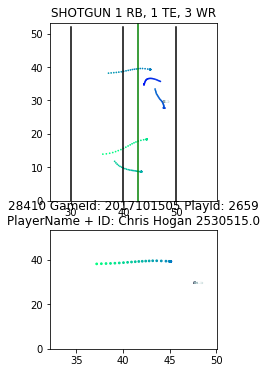 SHOTGUN 1 RB, 1 TE, 3 WR
50
40
30
20
10
0
30 40 50
28410 GameId: 2017101505 PlayId: 2659
PlayerName + ID: Chris Hogan 2530515.0
40
20
0
35 40 45 50